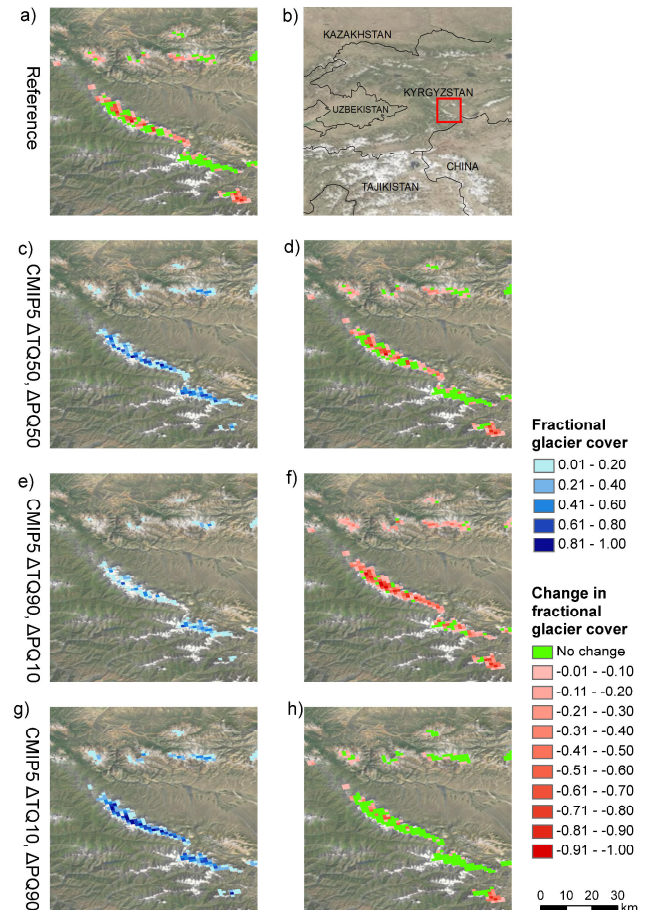 a)
b)
Reference
KAZAKHSTAN
KYRGYZSTAN
UZBEKISTAN
CHINA
TAJIKISTAN
c)
d)
CMIP5 ΔTQ50, ΔPQ50
e)
f)
CMIP5 ΔTQ90, ΔPQ10
g)
h)
CMIP5 ΔTQ10, ΔPQ90
Fractional
glacier cover
0.01 - 0.20
0.21 - 0.40
0.41 - 0.60
0.61 - 0.80
0.81 - 1.00
Change in
fractional
glacier cover
No change
-0.01 - -0.10
-0.11 - -0.20
-0.21 - -0.30
-0.31 - -0.40
-0.41 - -0.50
-0.51 - -0.60
-0.61 - -0.70
-0.71 - -0.80
-0.81 - -0.90
-0.91 - -1.00
0 10 20 30
km